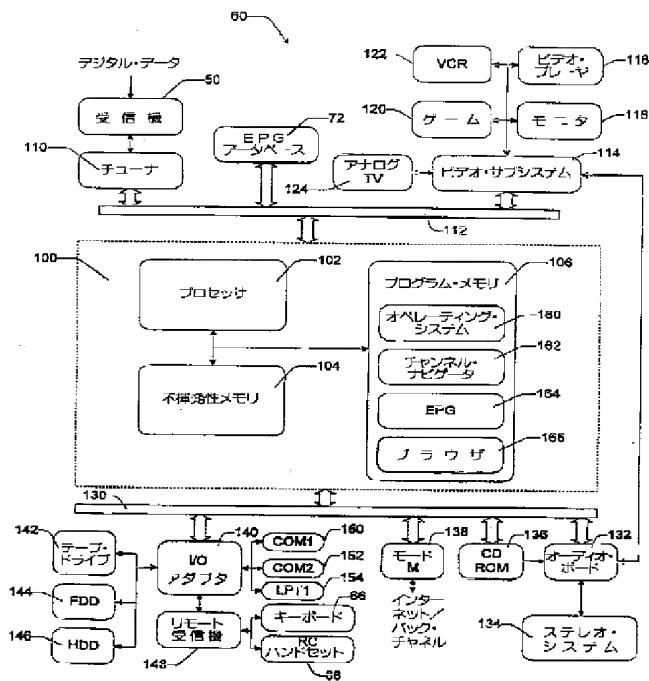 60
デジタル・データ
50
受信機
110
チューナ
72
EPG
データベース
122
VCR
ビデオ・
プレーヤ
116
120
ゲーム
モニタ
118
124
アナログ
TV
114
ビデオ・サブシステム
112
100
102
プロセッサ
104
不揮発性メモリ
106
プログラム・メモリ
オペレーティング・
システム
160
チャンネル・
ナビゲータ
162
EPG
164
ブラウザ
166
130
142
テープ・
ドライブ
144
FDD
146
HDD
140
I/O
アダプタ
COM1
150
COM2
152
LPT1
154
リモート
受信機
148
キーボード
66
RC
ハンドセット
68
138
モード
M
インター
ネット/
バック・
チャネル
136
CD
ROM
132
オーディオ・
ボード
134
ステレオ・
システム